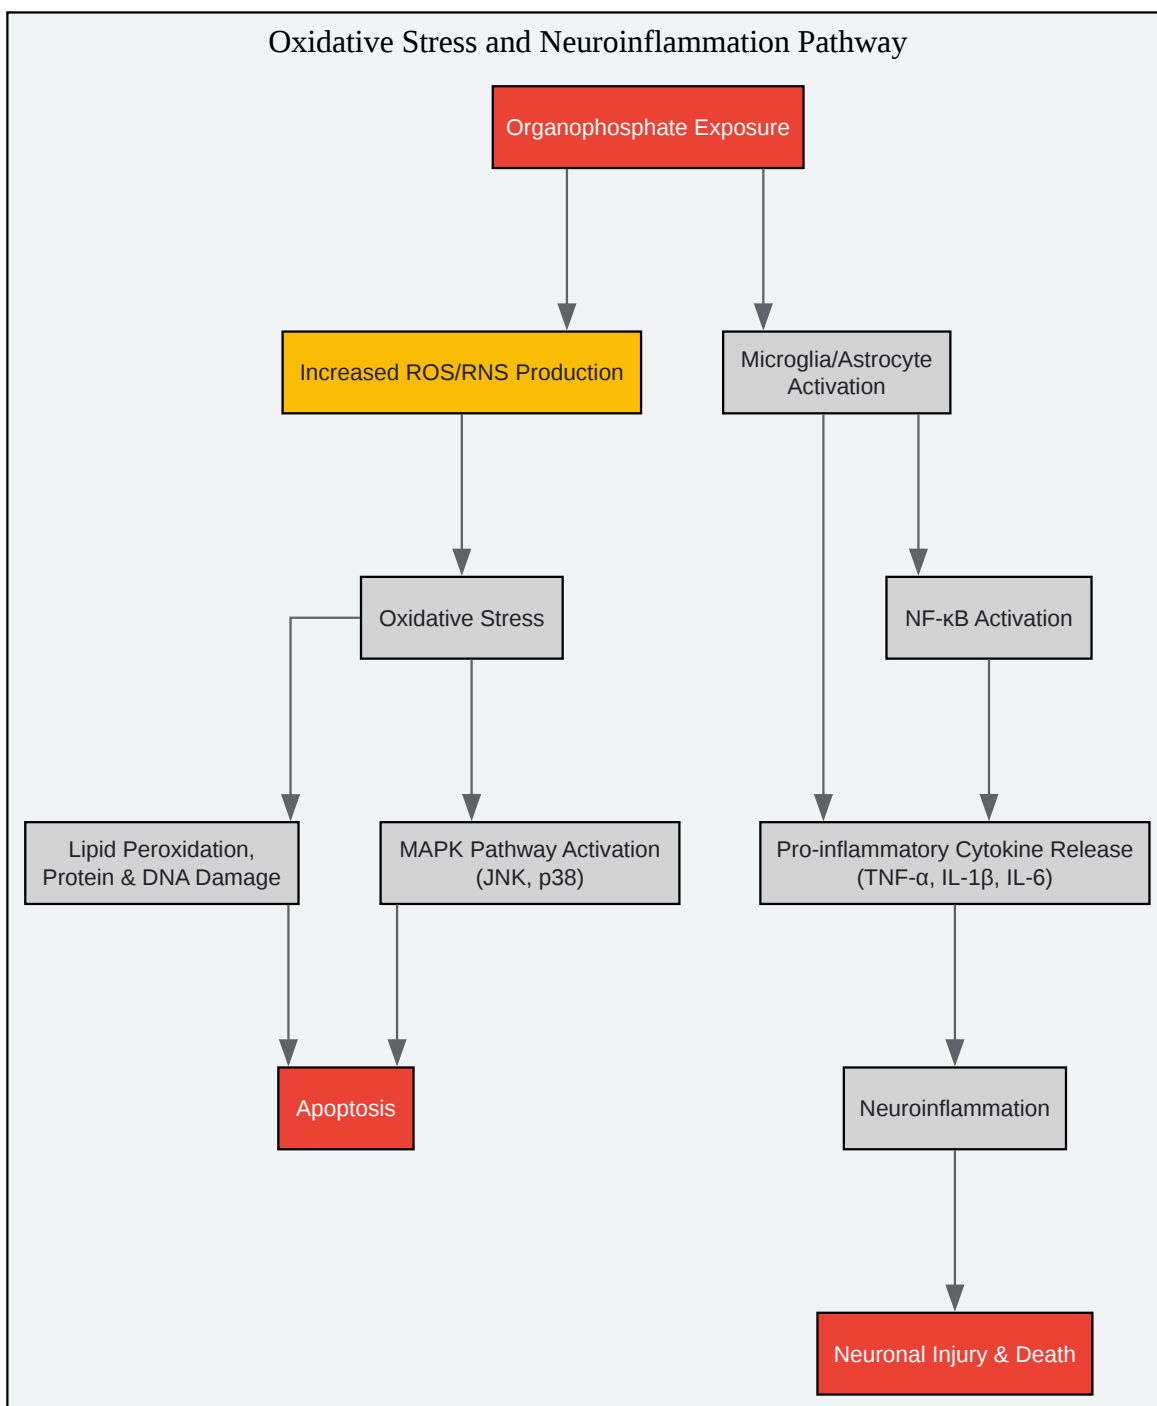 Oxidative Stress and Neuroinflammation Pathway
Organophosphate Exposure
Increased ROS/RNS Production
Microglia/Astrocyte
Activation
Oxidative Stress
NF-κB Activation
Lipid Peroxidation,
Protein & DNA Damage
MAPK Pathway Activation
(JNK, p38)
Pro-inflammatory Cytokine Release
(TNF-α, IL-1β, IL-6)
Apoptosis
Neuroinflammation
Neuronal Injury & Death